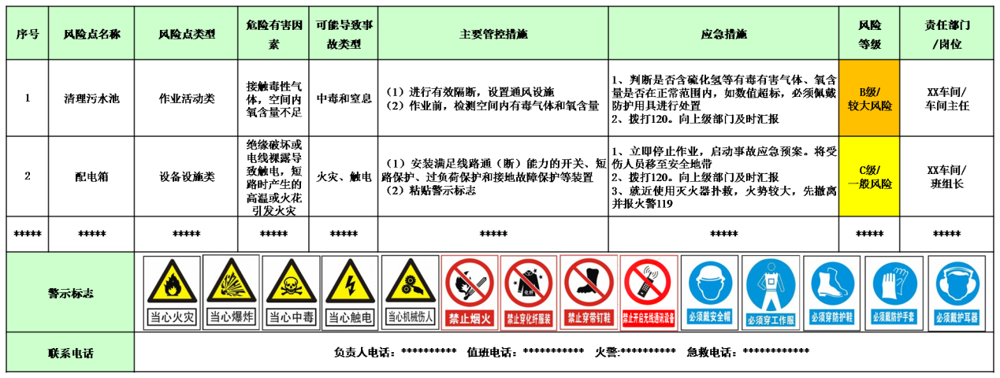 序号
风险点名称
风险点类型
危险有害因
素
可能导致事
故类型
主要管控措施
应急措施
风险
等级
责任部门
/岗位
1
清理污水池
作业活动类
接触毒性气
体，空间内
氧含量不足
中毒和窒息
（1）进行有效隔断，设置通风设施
（2）作业前，检测空间内有毒气体和氧含量
1、判断是否含硫化氢等有毒有害气体、氧含
量是否在正常范围内，如数值超标，必须佩戴
防护用具进行处置
2、拨打120。向上级部门及时汇报
B级/
较大风险
XX车间/
车间主任
2
配电箱
设备设施类
绝缘破坏或
电线裸露导
致触电，短
路时产生的
高温或火花
引发火灾
火灾、触电
（1）安装满足线路通（断）能力的开关、短
路保护、过负荷保护和接地故障保护等装置
（2）粘贴警示标志
1、立即停止作业，启动事故应急预案。将受
伤人员移至安全地带
2、拨打120。向上级部门及时汇报
3、就近使用灭火器扑救，火势较大，先撤离
并报火警119
C级/
一般风险
XX车间/
班组长
*****
*****
*****
*****
*****
*****
*****
*****
*****
警示标志
当心火灾
当心爆炸
当心中毒
当心触电
当心机械伤人
禁止烟火
化纤
禁止穿化纤服装
禁止穿带钉鞋
禁止开启无线通讯设备
必须戴安全帽
必须穿工作服
必须穿防护鞋
必须戴防护手套
必须戴护耳器
联系电话
负责人电话：********** 值班电话：*********** 火警:********** 急救电话：************